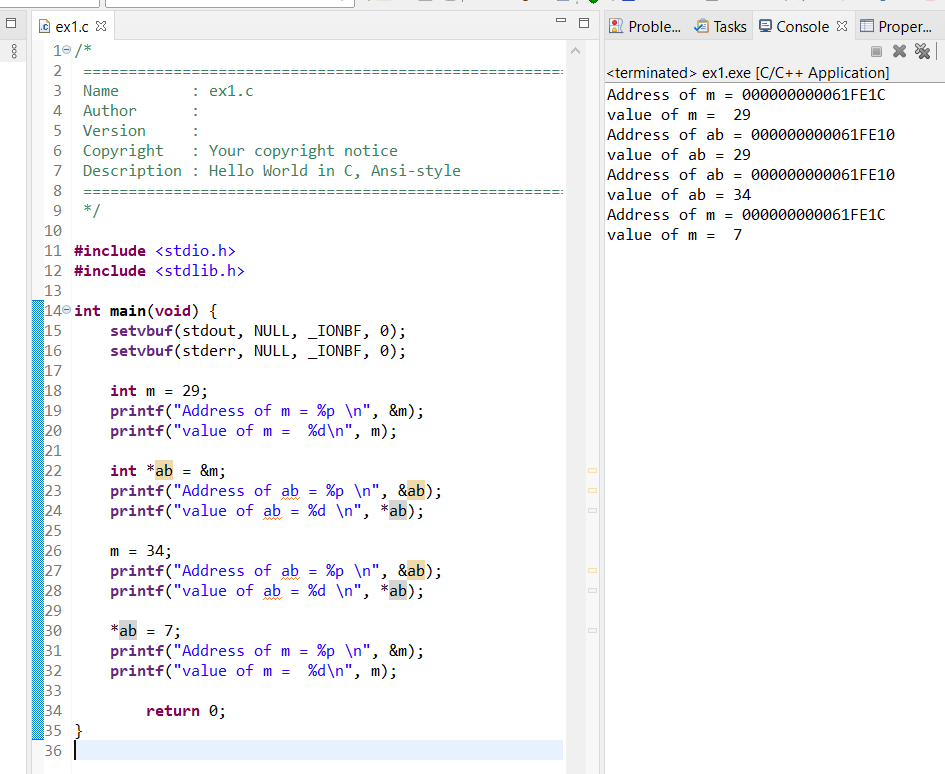 ex1.c
1 /*
2 ======================================================
3 Name        : ex1.c
4 Author      :
5 Version     :
6 Copyright   : Your copyright notice
7 Description : Hello World in C, Ansi-style
8 ======================================================
9 */
10
11 #include <stdio.h>
12 #include <stdlib.h>
13
14 int main(void) {
15     setvbuf(stdout, NULL, _IONBF, 0);
16     setvbuf(stderr, NULL, _IONBF, 0);
17
18     int m = 29;
19     printf("Address of m = %p \n", &m);
20     printf("value of m =  %d\n", m);
21
22     int *ab = &m;
23     printf("Address of ab = %p \n", &ab);
24     printf("value of ab = %d \n", *ab);
25
26     m = 34;
27     printf("Address of ab = %p \n", &ab);
28     printf("value of ab = %d \n", *ab);
29
30     *ab = 7;
31     printf("Address of m = %p \n", &m);
32     printf("value of m =  %d\n", m);
33
34         return 0;
35 }
36
Proble... Tasks Console Proper...
<terminated> ex1.exe [C/C++ Application]
Address of m = 000000000061FE1C
value of m =  29
Address of ab = 000000000061FE10
value of ab = 29
Address of ab = 000000000061FE10
value of ab = 34
Address of m = 000000000061FE1C
value of m =  7